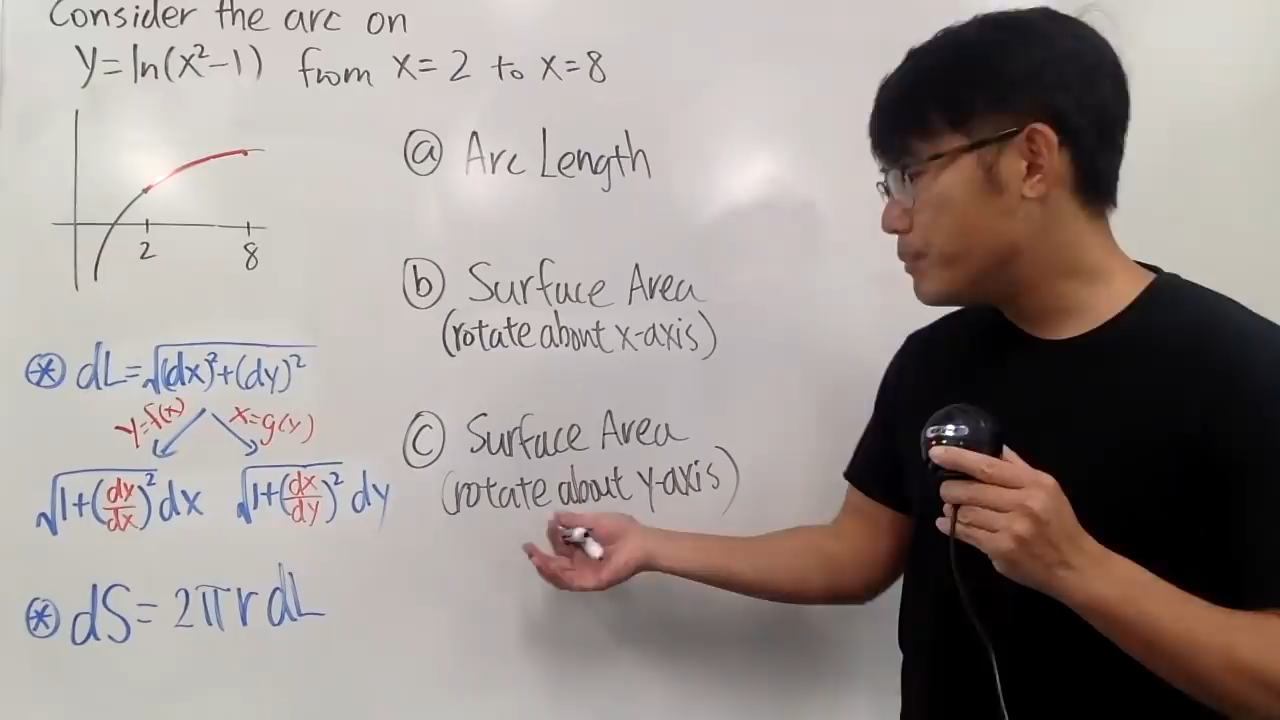 Consider the arc on
y=ln(x²-1) from x=2 to x=8
2 8
ⓐ Arc Length
ⓑ Surface Area
(rotate about x-axis)
ⓒ Surface Area
(rotate about y-axis)
⊛ dL=√((dx)²+(dy)²)
y=f(x) x=g(y)
√(1+(dy/dx)²) dx √(1+(dx/dy)²) dy
⊛ dS=2πr dL